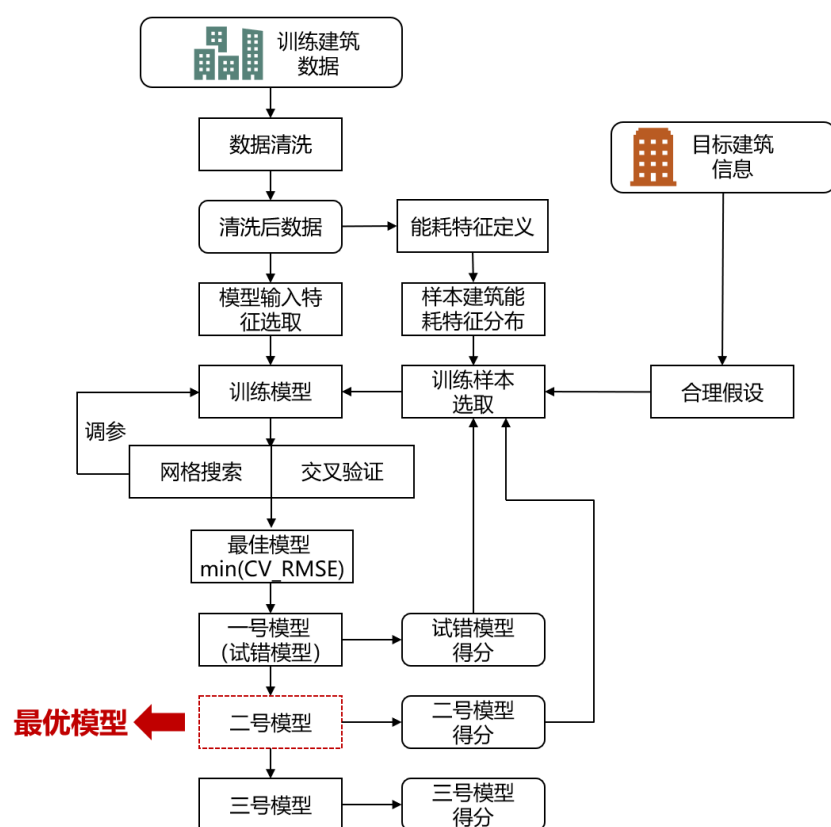 训练建筑
数据
数据清洗
目标建筑
信息
清洗后数据
能耗特征定义
模型输入特
征选取
样本建筑能
耗特征分布
训练模型
训练样本
选取
合理假设
调参
网格搜索
交叉验证
最佳模型
min(CV_RMSE)
一号模型
（试错模型）
试错模型
得分
最优模型
二号模型
二号模型
得分
三号模型
三号模型
得分